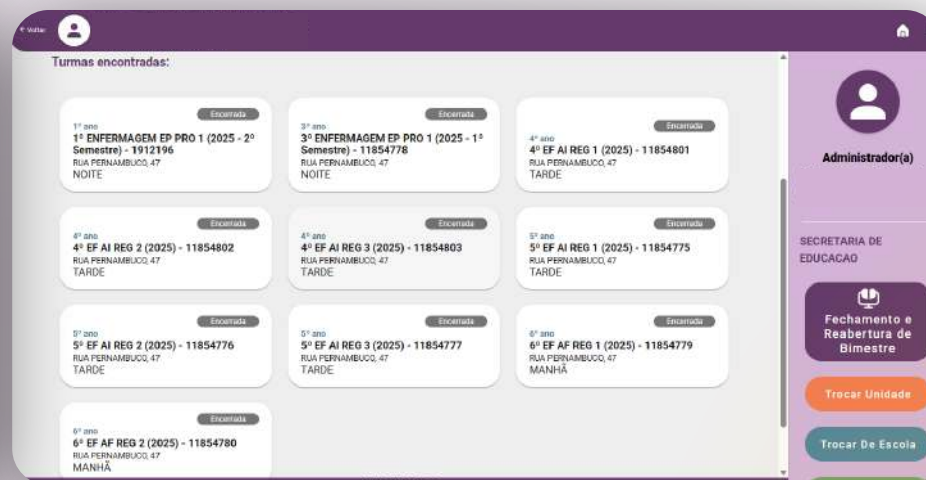 ← Voltar
Turmas encontradas:
Encerrada
1º ano
1º ENFERMAGEM EP PRO 1 (2025 - 2º
Semestre) - 1912196
RUA PERNAMBUCO, 47
NOITE
Encerrada
3º ano
3º ENFERMAGEM EP PRO 1 (2025 - 1º
Semestre) - 11854778
RUA PERNAMBUCO, 47
NOITE
Encerrada
4º ano
4º EF AI REG 1 (2025) - 11854801
RUA PERNAMBUCO, 47
TARDE
Encerrada
4º ano
4º EF AI REG 2 (2025) - 11854802
RUA PERNAMBUCO, 47
TARDE
Encerrada
4º ano
4º EF AI REG 3 (2025) - 11854803
RUA PERNAMBUCO, 47
TARDE
Encerrada
5º ano
5º EF AI REG 1 (2025) - 11854775
RUA PERNAMBUCO, 47
TARDE
Encerrada
5º ano
5º EF AI REG 2 (2025) - 11854776
RUA PERNAMBUCO, 47
TARDE
Encerrada
5º ano
5º EF AI REG 3 (2025) - 11854777
RUA PERNAMBUCO, 47
TARDE
Encerrada
6º ano
6º EF AF REG 1 (2025) - 11854779
RUA PERNAMBUCO, 47
MANHÃ
Encerrada
6º ano
6º EF AF REG 2 (2025) - 11854780
RUA PERNAMBUCO, 47
MANHÃ
Administrador(a)
SECRETARIA DE
EDUCACAO
Fechamento e
Reabertura de
Bimestre
Trocar Unidade
Trocar De Escola